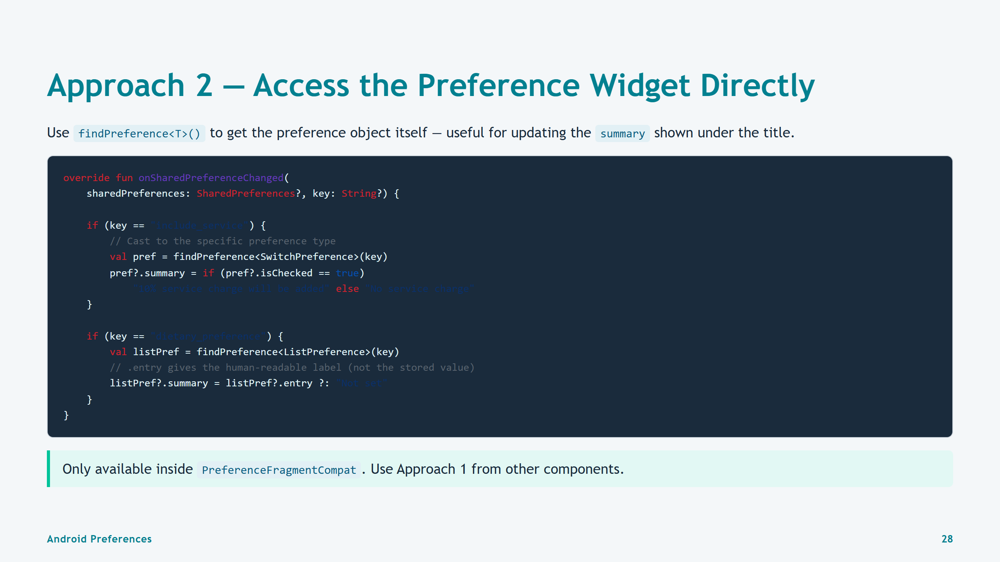 Approach 2 — Access the Preference Widget Directly
Use findPreference<T>() to get the preference object itself — useful for updating the summary shown under the title.
override fun onSharedPreferenceChanged(
    sharedPreferences: SharedPreferences?, key: String?) {
    if (key == "include_service") {
        // Cast to the specific preference type
        val pref = findPreference<SwitchPreference>(key)
        pref?.summary = if (pref?.isChecked == true)
            "10% service charge will be added" else "No service charge"
    }
    if (key == "dietary_preference") {
        val listPref = findPreference<ListPreference>(key)
        // .entry gives the human-readable label (not the stored value)
        listPref?.summary = listPref?.entry ?: "Not set"
    }
}
Only available inside PreferenceFragmentCompat. Use Approach 1 from other components.
Android Preferences
28